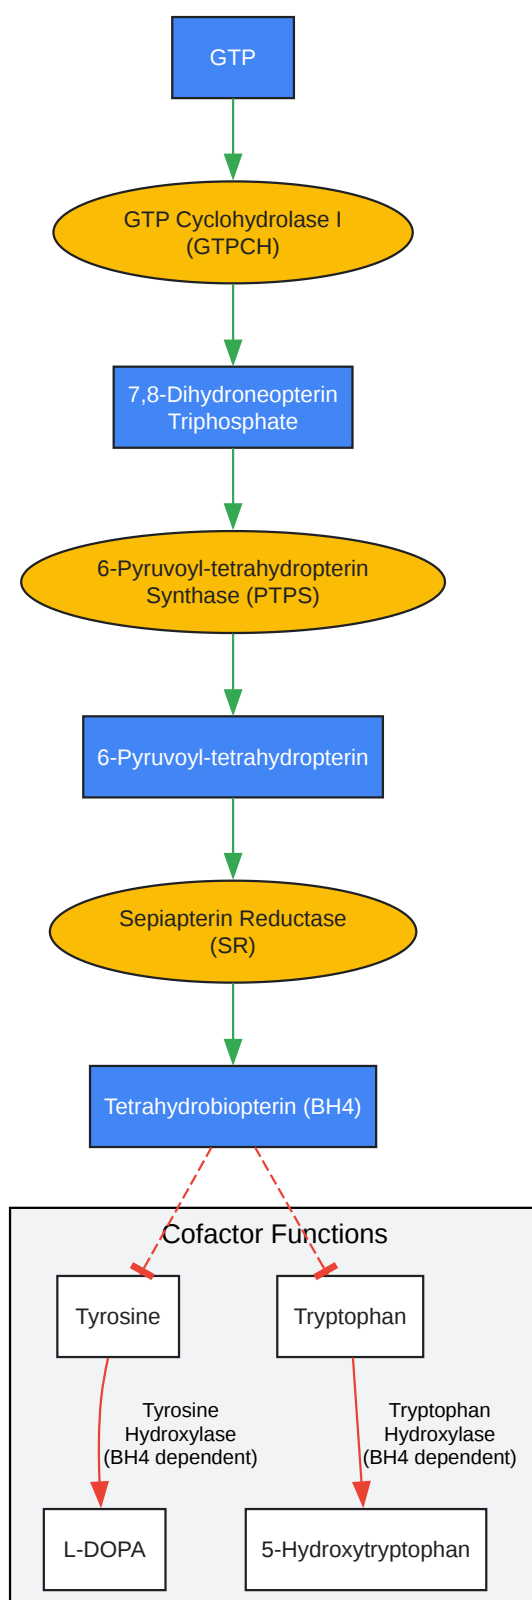 GTP
GTP Cyclohydrolase I
(GTPCH)
7,8-Dihydroneopterin
Triphosphate
6-Pyruvoyl-tetrahydropterin
Synthase (PTPS)
6-Pyruvoyl-tetrahydropterin
Sepiapterin Reductase
(SR)
Tetrahydrobiopterin (BH4)
Cofactor Functions
Tyrosine
Tryptophan
Tyrosine
Hydroxylase
(BH4 dependent)
Tryptophan
Hydroxylase
(BH4 dependent)
L-DOPA
5-Hydroxytryptophan